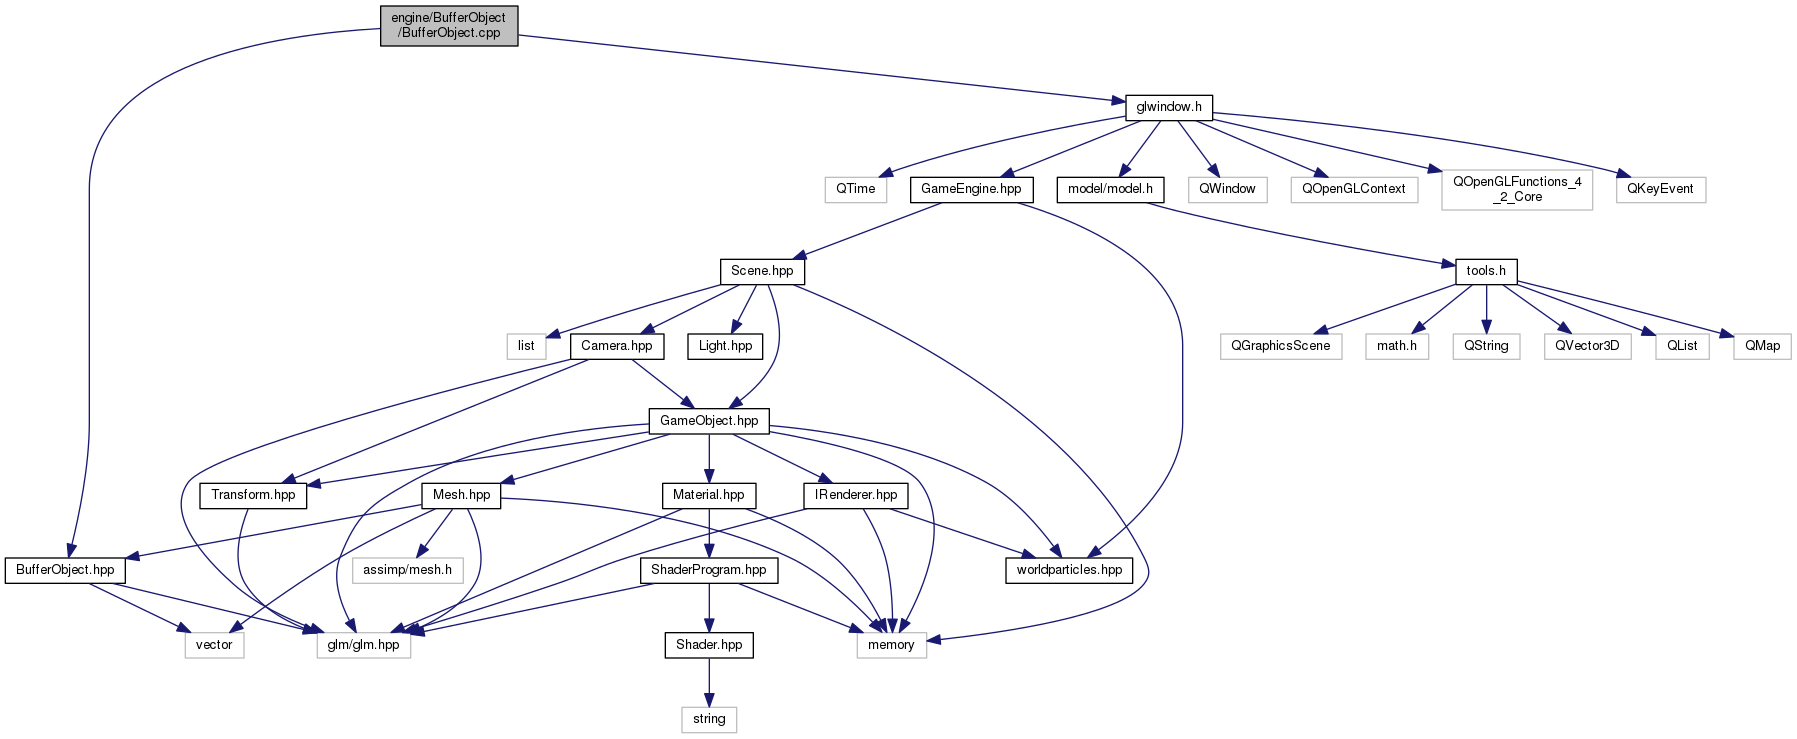 engine/BufferObject
/BufferObject.cpp
glwindow.h
QTime
GameEngine.hpp
model/model.h
QWindow
QOpenGLContext
QOpenGLFunctions_4
_2_Core
QKeyEvent
Scene.hpp
tools.h
list
Camera.hpp
Light.hpp
QGraphicsScene
math.h
QString
QVector3D
QList
QMap
GameObject.hpp
Transform.hpp
Mesh.hpp
Material.hpp
IRenderer.hpp
BufferObject.hpp
assimp/mesh.h
ShaderProgram.hpp
worldparticles.hpp
vector
glm/glm.hpp
Shader.hpp
memory
string